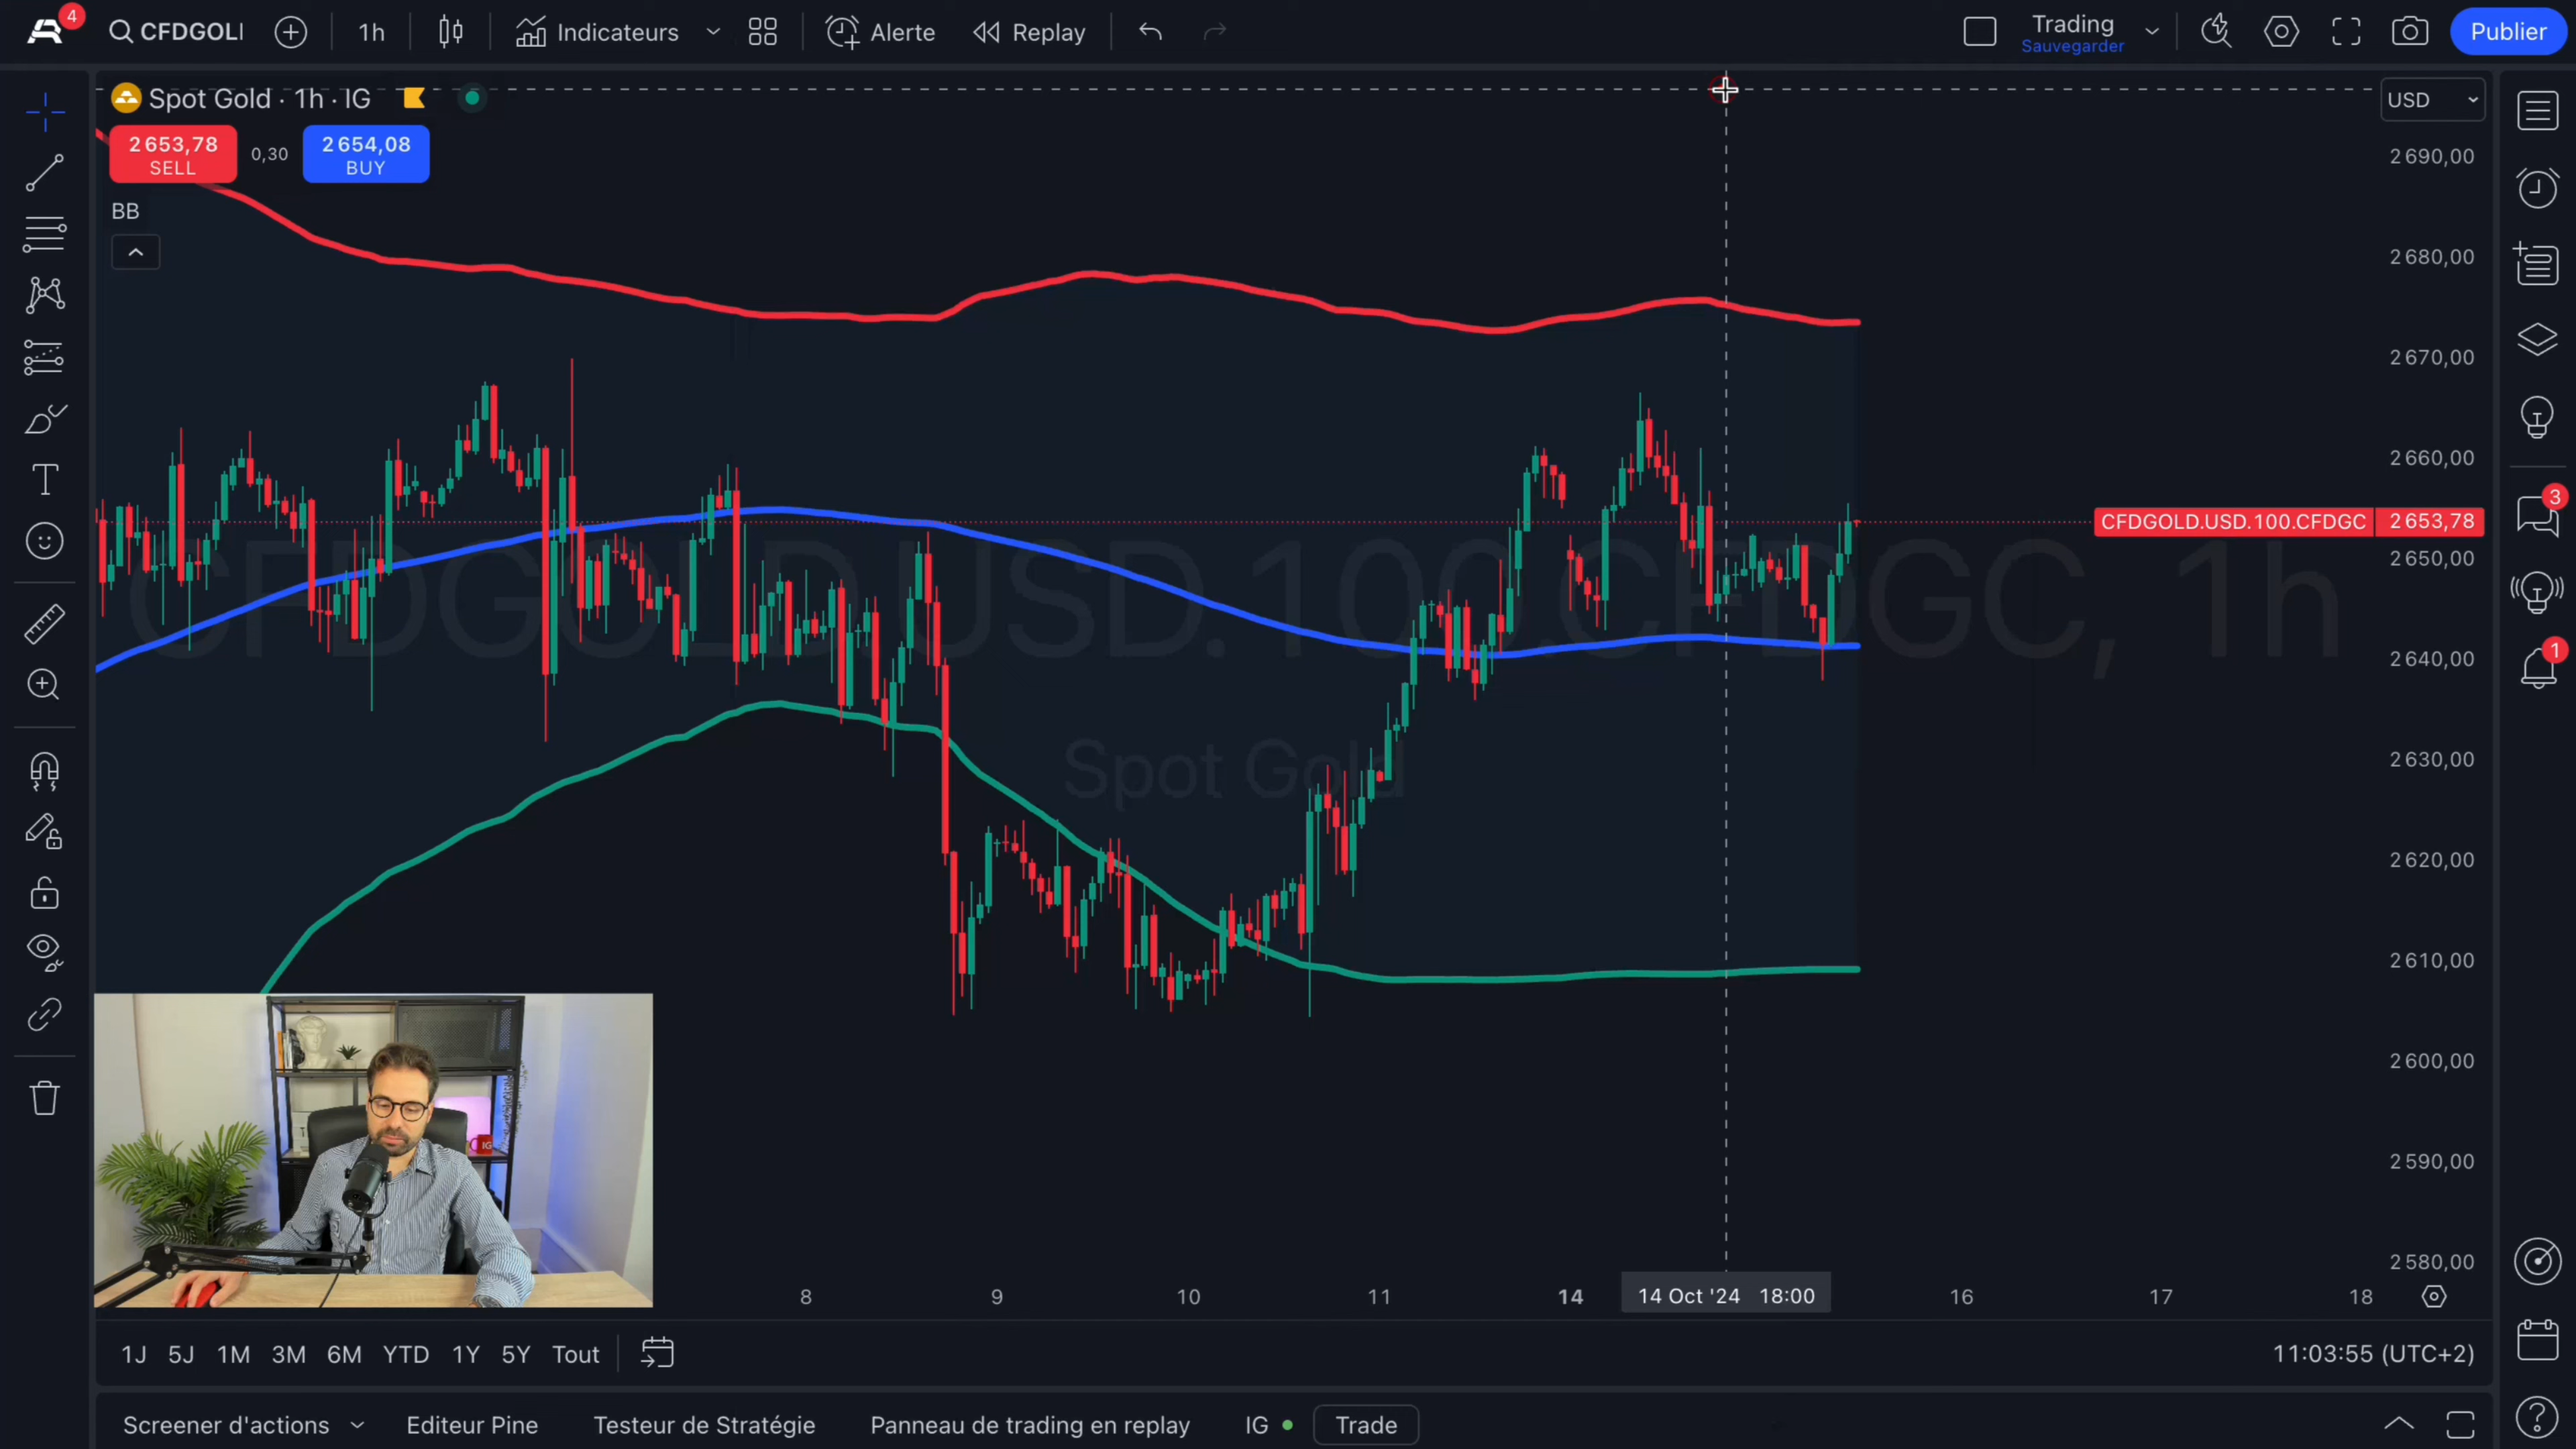 4
CFDGOLI
1h
Indicateurs
Alerte
Replay
Trading
Sauvegarder
Publier
Spot Gold · 1h · IG
USD
2 653,78
SELL
0,30
2 654,08
BUY
BB
2 690,00
2 680,00
2 670,00
2 660,00
CFDGOLD.USD.100.CFDGC
2 653,78
2 650,00
2 640,00
2 630,00
2 620,00
2 610,00
2 600,00
2 590,00
2 580,00
CFDGOLD.USD.100.CFDGC, 1h
Spot Gold
3
1
IG
8
9
10
11
14
14 Oct '24 18:00
16
17
18
1J
5J
1M
3M
6M
YTD
1Y
5Y
Tout
11:03:55 (UTC+2)
Screener d'actions
Editeur Pine
Testeur de Stratégie
Panneau de trading en replay
IG
Trade